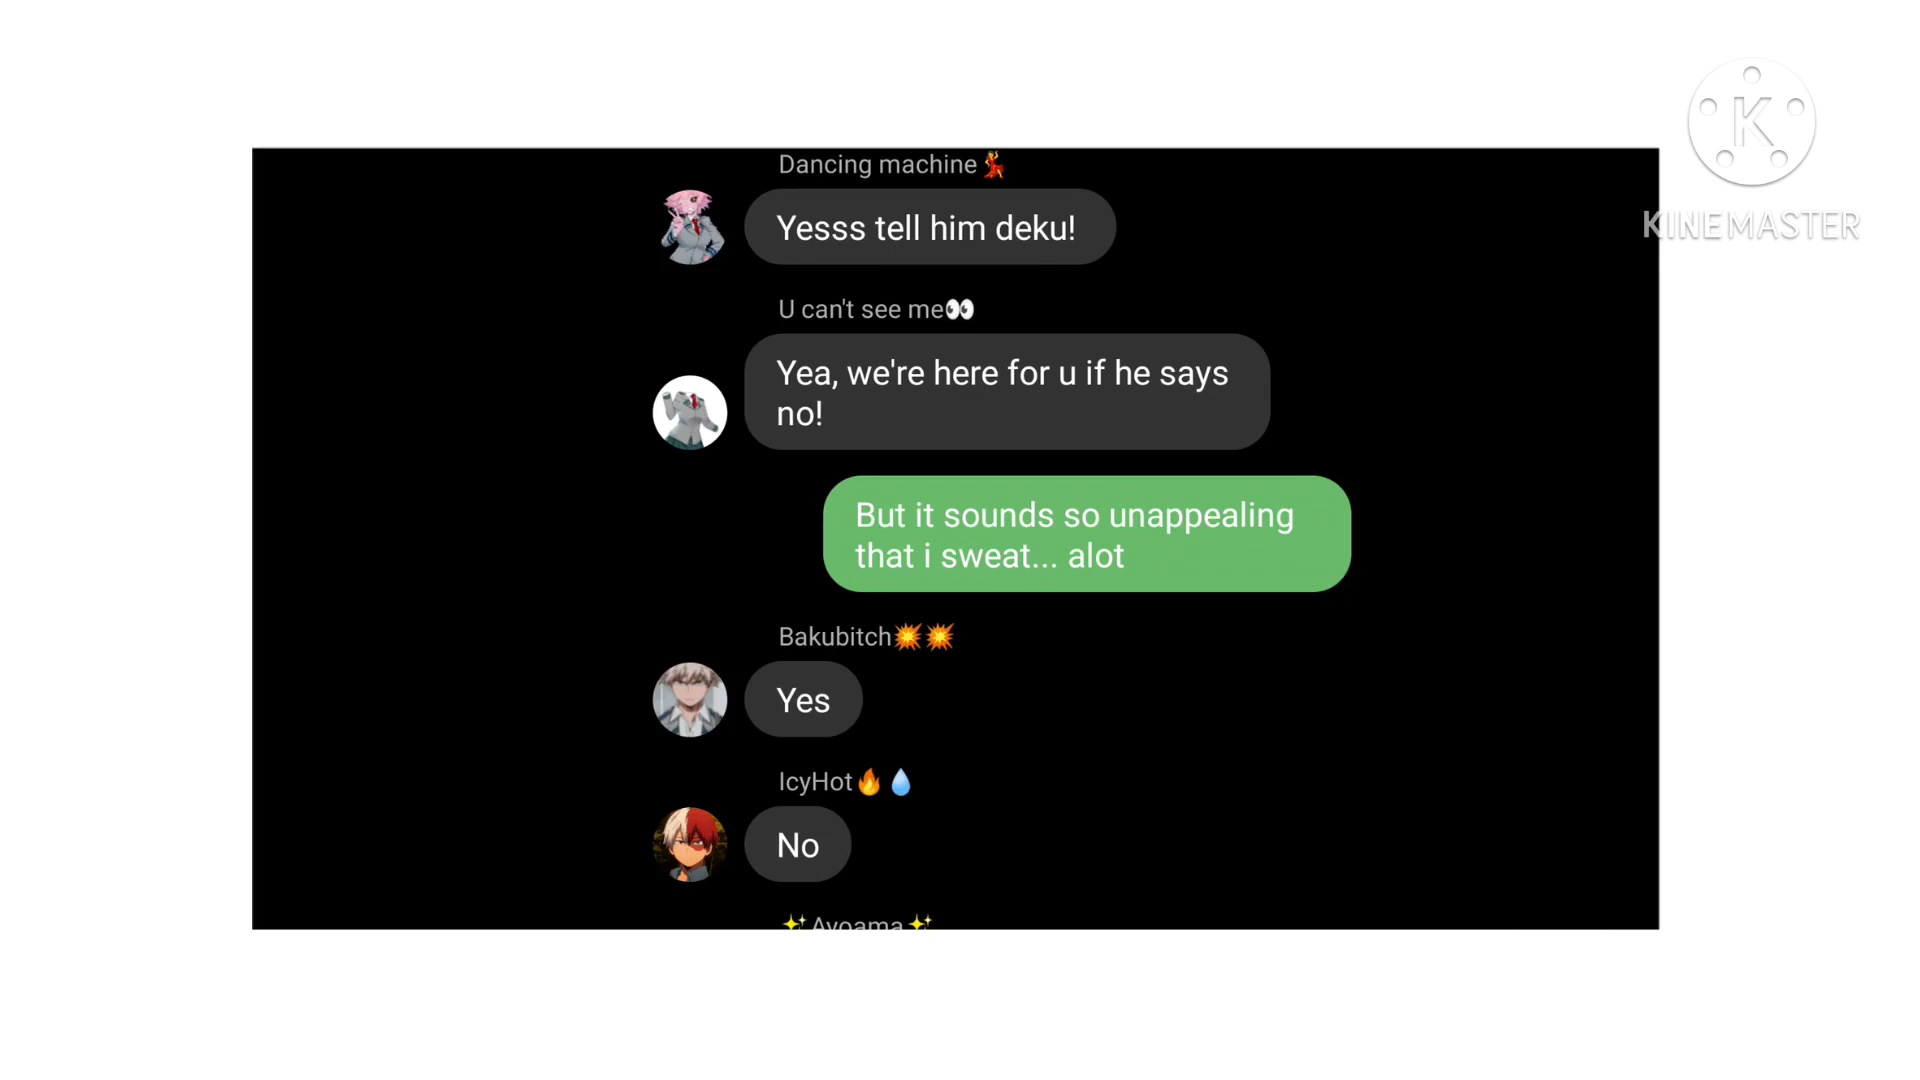 Dancing machine💃
Yesss tell him deku!
U can't see me👀
Yea, we're here for u if he says
no!
But it sounds so unappealing
that i sweat... alot
Bakubitch💥💥
Yes
IcyHot🔥💧
No
✨Ayoama✨
K
KINEMASTER